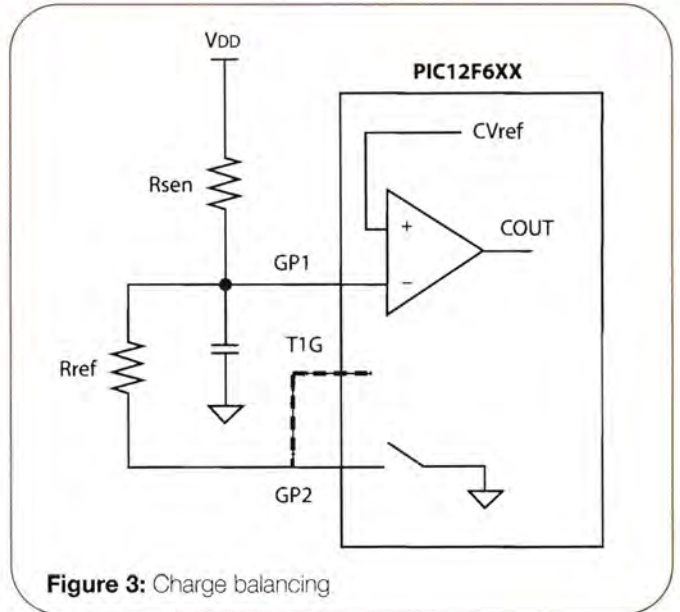 VDD
PIC12F6XX
CVref
Rsen
+
COUT
GP1
−
T1G
Rref
GP2
Figure 3: Charge balancing